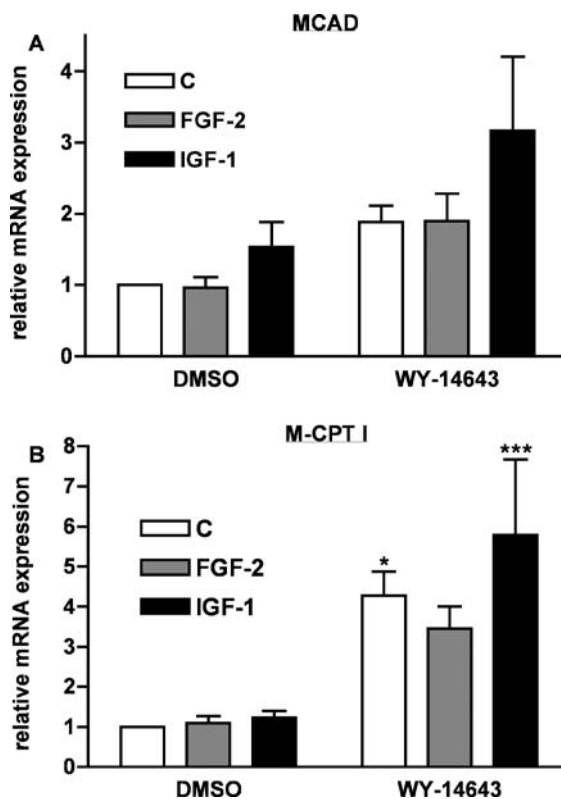 MCAD
A
relative mRNA expression
4
3
2
1
0
C
FGF-2
IGF-1
DMSO WY-14643
M-CPT I
B
relative mRNA expression
8
7
6
5
4
3
2
1
0
C
FGF-2
IGF-1
*
***
DMSO WY-14643